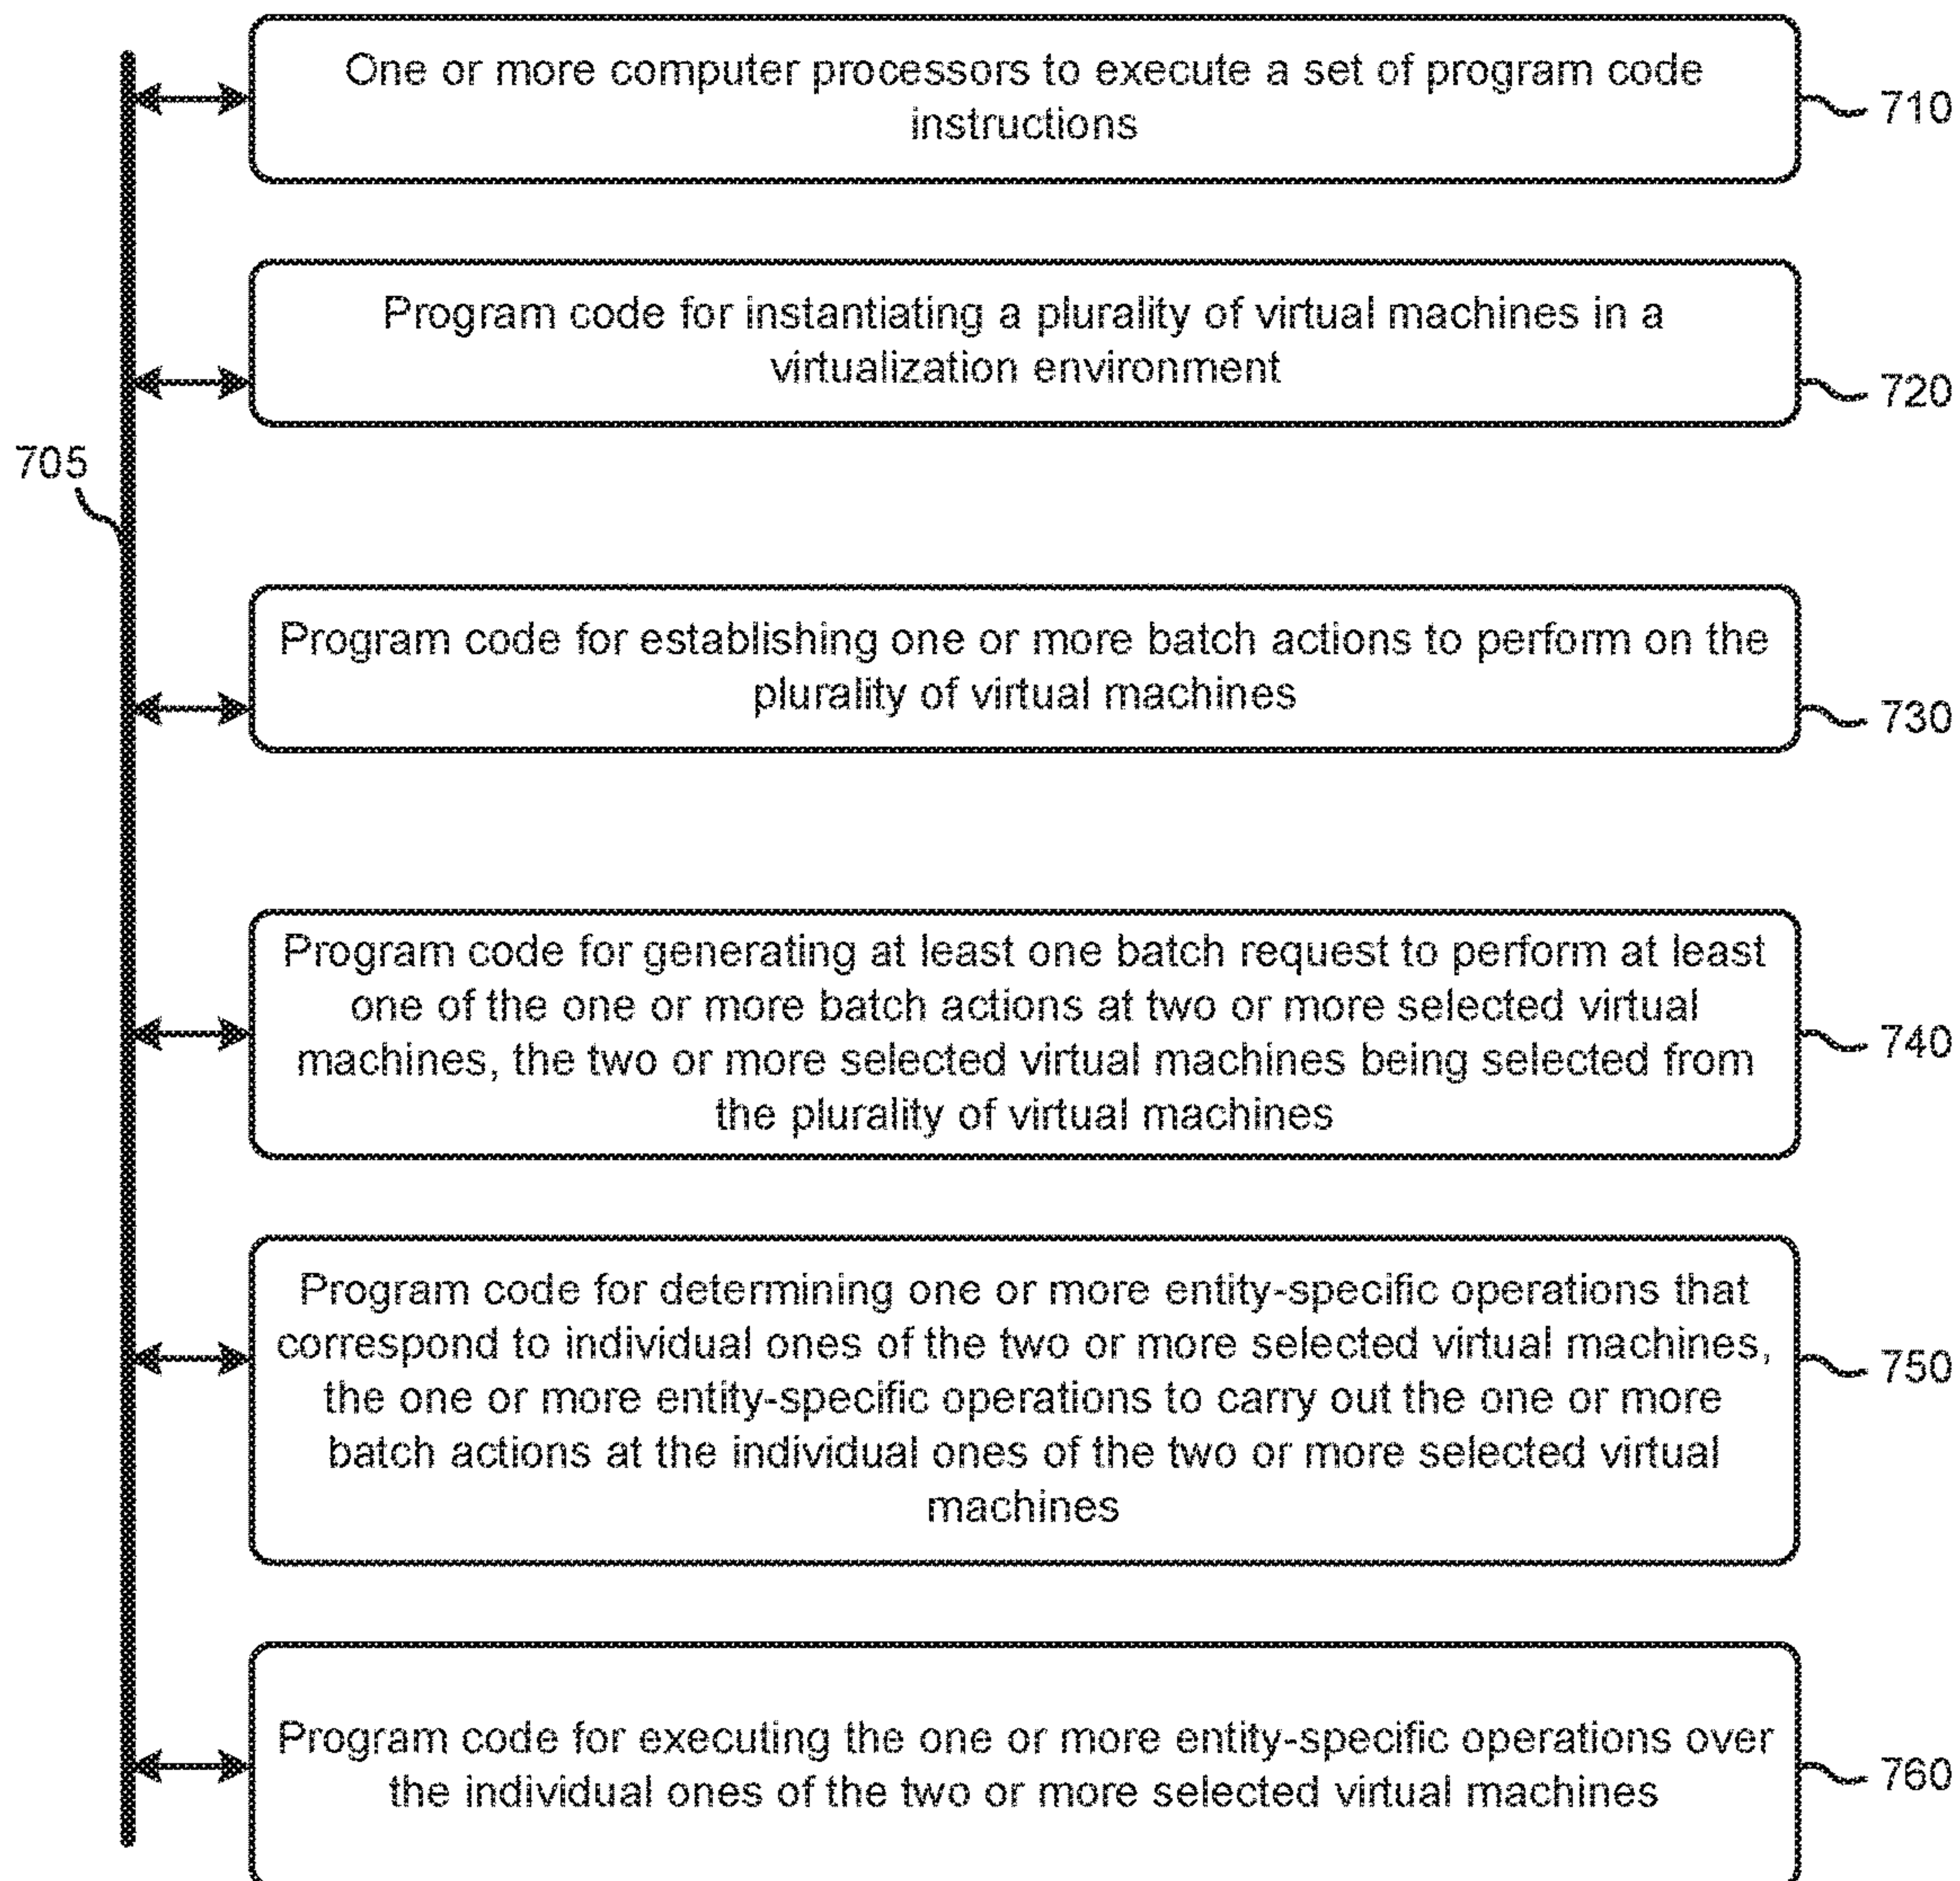 One or more computer processors to execute a set of program code
instructions
710
Program code for instantiating a plurality of virtual machines in a
virtualization environment
720
705
Program code for establishing one or more batch actions to perform on the
plurality of virtual machines
730
Program code for generating at least one batch request to perform at least
one of the one or more batch actions at two or more selected virtual
machines, the two or more selected virtual machines being selected from
the plurality of virtual machines
740
Program code for determining one or more entity-specific operations that
correspond to individual ones of the two or more selected virtual machines,
the one or more entity-specific operations to carry out the one or more
batch actions at the individual ones of the two or more selected virtual
machines
750
Program code for executing the one or more entity-specific operations over
the individual ones of the two or more selected virtual machines
760